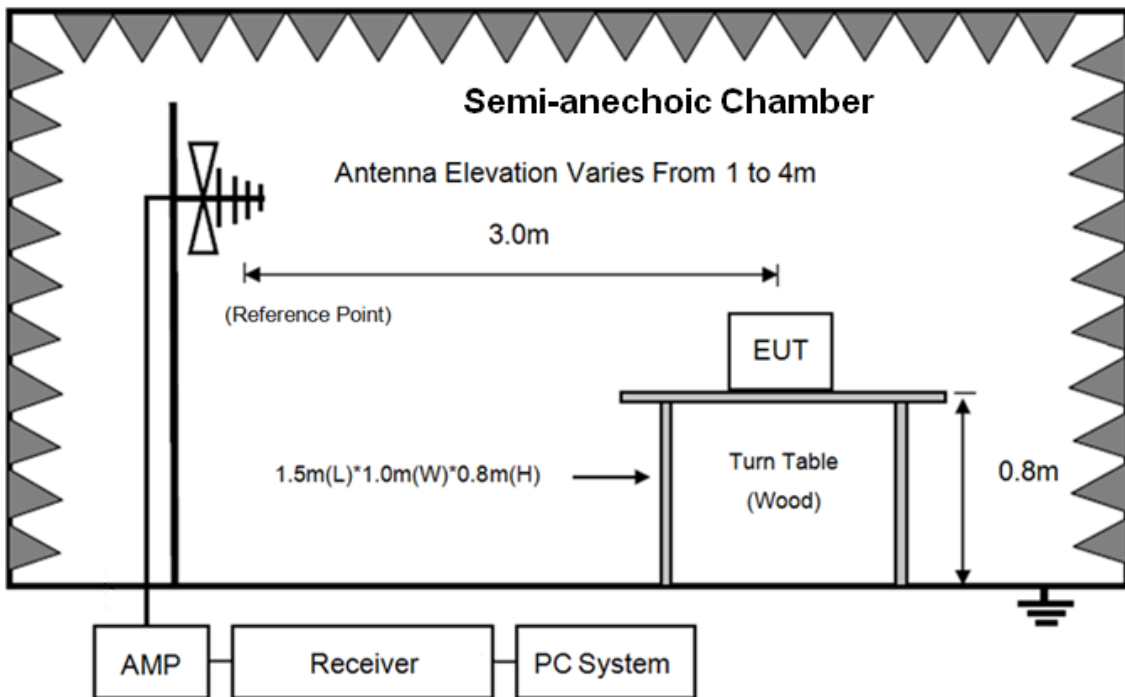 Semi-anechoic Chamber
Antenna Elevation Varies From 1 to 4m
3.0m
(Reference Point)
EUT
1.5m(L)*1.0m(W)*0.8m(H)
Turn Table
(Wood)
0.8m
AMP
Receiver
PC System